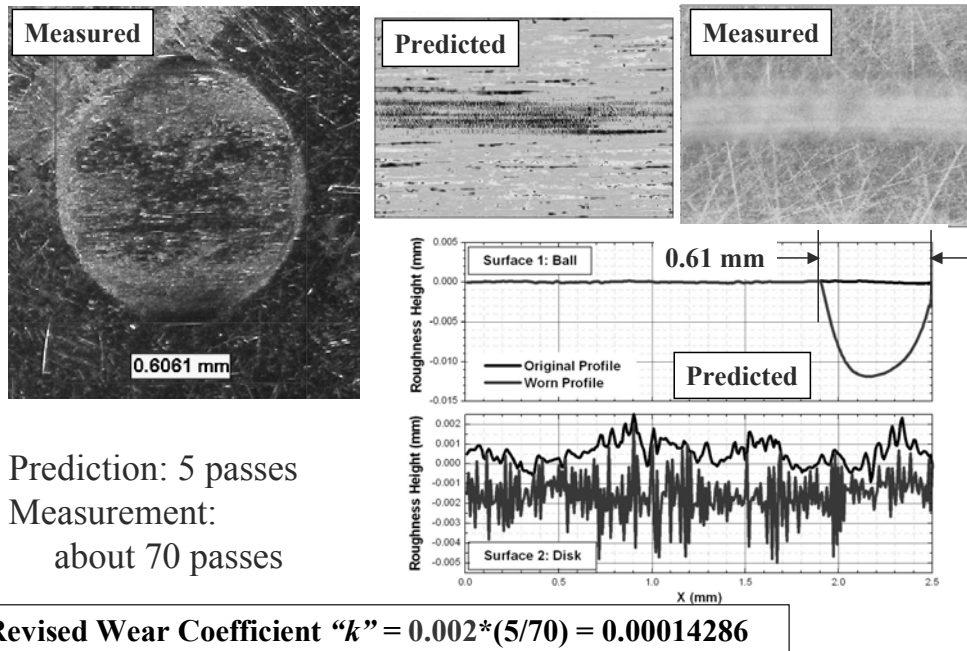 Measured
Predicted
Measured
0.6061 mm
0.005
0.000
-0.005
-0.010
-0.015
Roughness Height (mm)
Surface 1: Ball
0.61 mm
Original Profile
Worn Profile
Predicted
0.002
0.001
0.000
-0.001
-0.002
-0.003
-0.004
-0.005
Roughness Height (mm)
Surface 2: Disk
0.0 0.5 1.0 1.5 2.0 2.5
X (mm)
Prediction: 5 passes
Measurement:
about 70 passes
Revised Wear Coefficient “k” = 0.002*(5/70) = 0.00014286